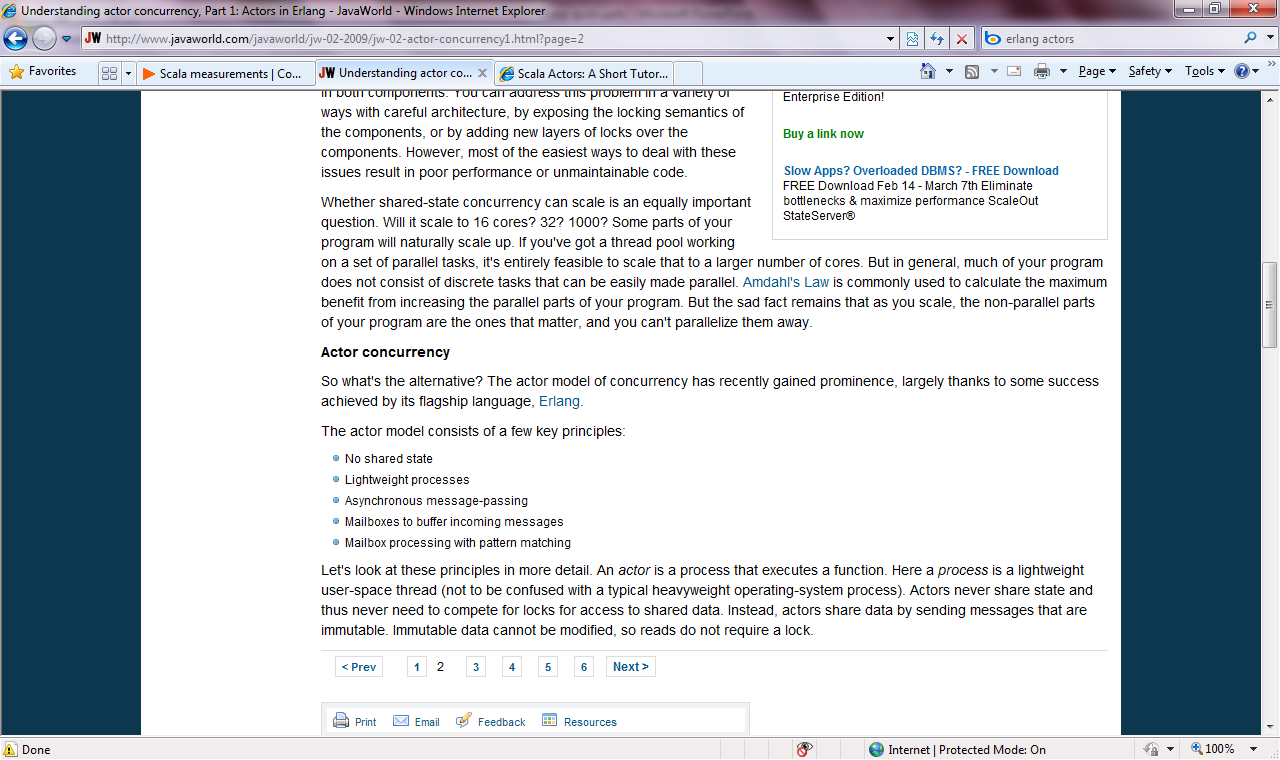 Understanding actor concurrency, Part 1: Actors in Erlang - JavaWorld - Windows Internet Explorer
JW http://www.javaworld.com/javaworld/jw-02-2009/jw-02-actor-concurrency1.html?page=2
erlang actors
Favorites
Scala measurements | Co...
JW Understanding actor co...
Scala Actors: A Short Tutor...
Page
Safety
Tools
in both components. You can address this problem in a variety of
ways with careful architecture, by exposing the locking semantics of
the components, or by adding new layers of locks over the
components. However, most of the easiest ways to deal with these
issues result in poor performance or unmaintainable code.
Enterprise Edition!
Buy a link now
Slow Apps? Overloaded DBMS? - FREE Download
FREE Download Feb 14 - March 7th Eliminate
bottlenecks & maximize performance ScaleOut
StateServer®
Whether shared-state concurrency can scale is an equally important
question. Will it scale to 16 cores? 32? 1000? Some parts of your
program will naturally scale up. If you've got a thread pool working
on a set of parallel tasks, it's entirely feasible to scale that to a larger number of cores. But in general, much of your program
does not consist of discrete tasks that can be easily made parallel. Amdahl's Law is commonly used to calculate the maximum
benefit from increasing the parallel parts of your program. But the sad fact remains that as you scale, the non-parallel parts
of your program are the ones that matter, and you can't parallelize them away.
Actor concurrency
So what's the alternative? The actor model of concurrency has recently gained prominence, largely thanks to some success
achieved by its flagship language, Erlang.
The actor model consists of a few key principles:
No shared state
Lightweight processes
Asynchronous message-passing
Mailboxes to buffer incoming messages
Mailbox processing with pattern matching
Let's look at these principles in more detail. An actor is a process that executes a function. Here a process is a lightweight
user-space thread (not to be confused with a typical heavyweight operating-system process). Actors never share state and
thus never need to compete for locks for access to shared data. Instead, actors share data by sending messages that are
immutable. Immutable data cannot be modified, so reads do not require a lock.
< Prev 1 2 3 4 5 6 Next >
Print Email Feedback Resources
Done
Internet | Protected Mode: On
100%